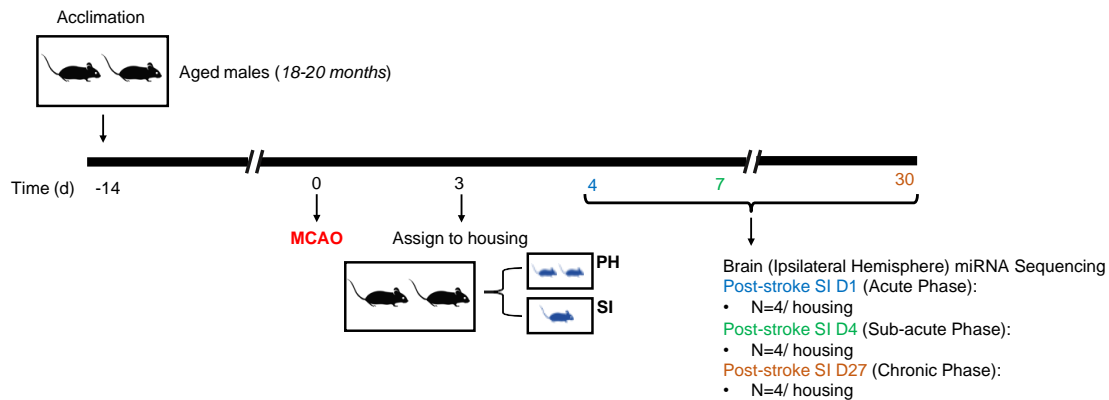 Acclimation
Aged males (18-20 months)
Time (d) -14 0 3 4 7 30
MCAO
Assign to housing
PH
SI
Brain (Ipsilateral Hemisphere) miRNA Sequencing
Post-stroke SI D1 (Acute Phase):
• N=4/ housing
Post-stroke SI D4 (Sub-acute Phase):
• N=4/ housing
Post-stroke SI D27 (Chronic Phase):
• N=4/ housing